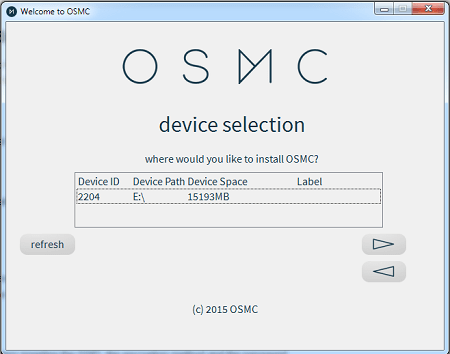 Welcome to OSMC
OSMC
device selection
where would you like to install OSMC?
Device ID Device Path Device Space Label
2204 E:\ 15193MB
refresh
(c) 2015 OSMC